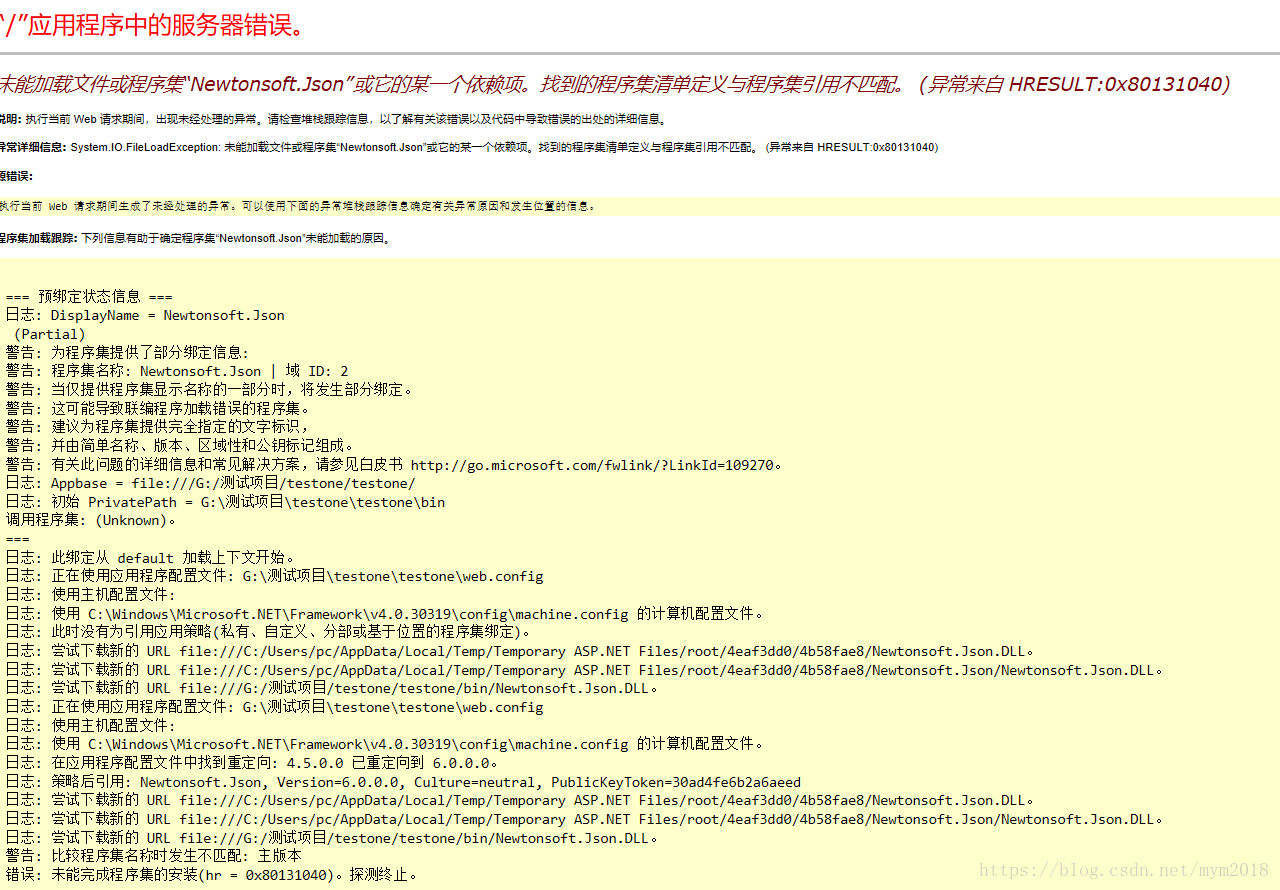 “/”应用程序中的服务器错误。
未能加载文件或程序集“Newtonsoft.Json”或它的某一个依赖项。找到的程序集清单定义与程序集引用不匹配。 (异常来自 HRESULT:0x80131040)
说明: 执行当前 Web 请求期间，出现未经处理的异常。请检查堆栈跟踪信息，以了解有关该错误以及代码中导致错误的出处的详细信息。
异常详细信息: System.IO.FileLoadException: 未能加载文件或程序集“Newtonsoft.Json”或它的某一个依赖项。找到的程序集清单定义与程序集引用不匹配。 (异常来自 HRESULT:0x80131040)
源错误:
执行当前 Web 请求期间生成了未经处理的异常。可以使用下面的异常堆栈跟踪信息确定有关异常原因和发生位置的信息。
程序集加载跟踪: 下列信息有助于确定程序集“Newtonsoft.Json”未能加载的原因。
=== 预绑定状态信息 ===
日志: DisplayName = Newtonsoft.Json
(Partial)
警告: 为程序集提供了部分绑定信息:
警告: 程序集名称: Newtonsoft.Json | 域 ID: 2
警告: 当仅提供程序集显示名称的一部分时，将发生部分绑定。
警告: 这可能导致联编程序加载错误的程序集。
警告: 建议为程序集提供完全指定的文字标识，
警告: 并由简单名称、版本、区域性和公钥标记组成。
警告: 有关此问题的详细信息和常见解决方案，请参见白皮书 http://go.microsoft.com/fwlink/?LinkId=109270。
日志: Appbase = file:///G:/测试项目/testone/testone/
日志: 初始 PrivatePath = G:\测试项目\testone\testone\bin
调用程序集: (Unknown)。
===
日志: 此绑定从 default 加载上下文开始。
日志: 正在使用应用程序配置文件: G:\测试项目\testone\testone\web.config
日志: 使用主机配置文件:
日志: 使用 C:\Windows\Microsoft.NET\Framework\v4.0.30319\config\machine.config 的计算机配置文件。
日志: 此时没有为引用应用策略(私有、自定义、分部或基于位置的程序集绑定)。
日志: 尝试下载新的 URL file:///C:/Users/pc/AppData/Local/Temp/Temporary ASP.NET Files/root/4eaf3dd0/4b58fae8/Newtonsoft.Json.DLL。
日志: 尝试下载新的 URL file:///C:/Users/pc/AppData/Local/Temp/Temporary ASP.NET Files/root/4eaf3dd0/4b58fae8/Newtonsoft.Json/Newtonsoft.Json.DLL。
日志: 尝试下载新的 URL file:///G:/测试项目/testone/testone/bin/Newtonsoft.Json.DLL。
日志: 正在使用应用程序配置文件: G:\测试项目\testone\testone\web.config
日志: 使用主机配置文件:
日志: 使用 C:\Windows\Microsoft.NET\Framework\v4.0.30319\config\machine.config 的计算机配置文件。
日志: 在应用程序配置文件中找到重定向: 4.5.0.0 已重定向到 6.0.0.0。
日志: 策略后引用: Newtonsoft.Json, Version=6.0.0.0, Culture=neutral, PublicKeyToken=30ad4fe6b2a6aeed
日志: 尝试下载新的 URL file:///C:/Users/pc/AppData/Local/Temp/Temporary ASP.NET Files/root/4eaf3dd0/4b58fae8/Newtonsoft.Json.DLL。
日志: 尝试下载新的 URL file:///C:/Users/pc/AppData/Local/Temp/Temporary ASP.NET Files/root/4eaf3dd0/4b58fae8/Newtonsoft.Json/Newtonsoft.Json.DLL。
日志: 尝试下载新的 URL file:///G:/测试项目/testone/testone/bin/Newtonsoft.Json.DLL。
警告: 比较程序集名称时发生不匹配: 主版本
错误: 未能完成程序集的安装(hr = 0x80131040)。探测终止。
https://blog.csdn.net/mym2018